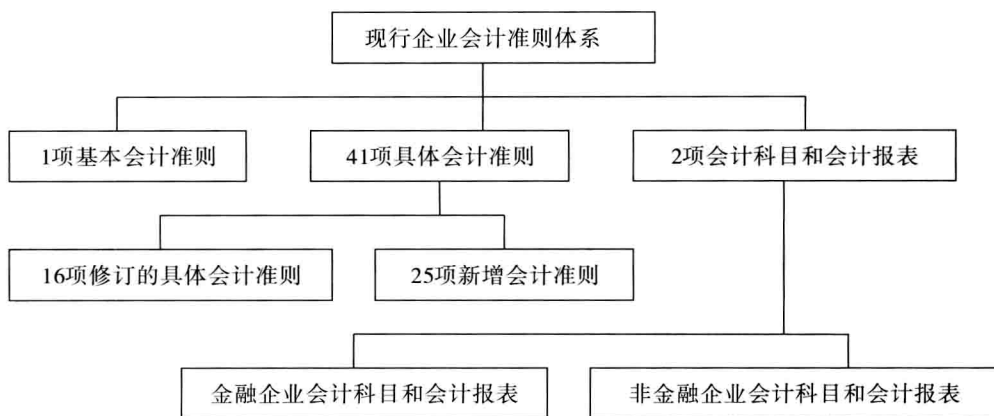 现行企业会计准则体系
1项基本会计准则
41项具体会计准则
2项会计科目和会计报表
16项修订的具体会计准则
25项新增会计准则
金融企业会计科目和会计报表
非金融企业会计科目和会计报表